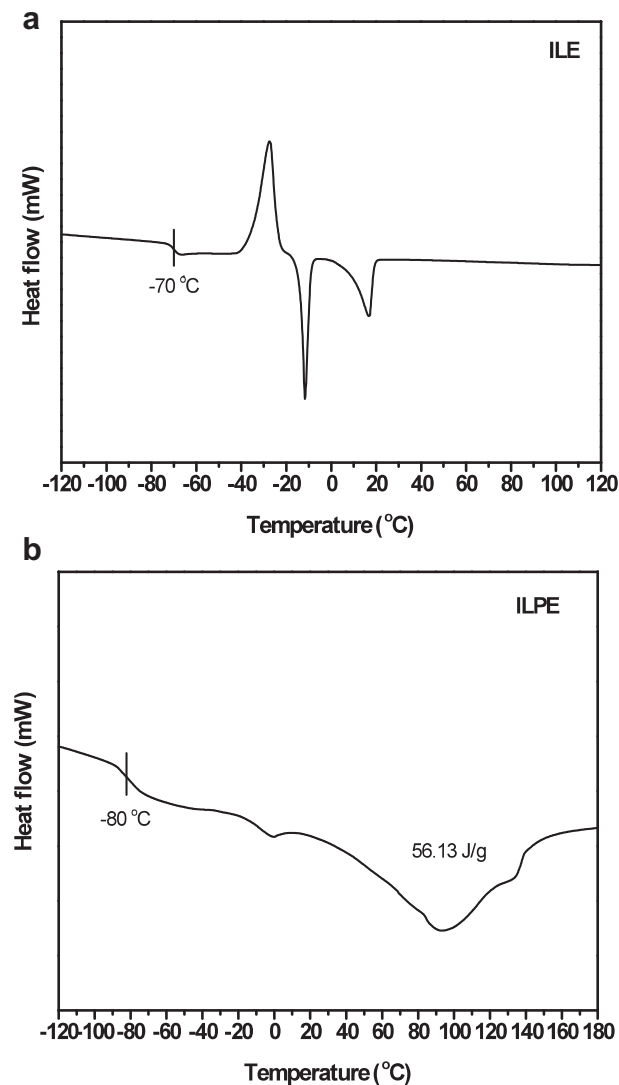 a
ILE
Heat flow (mW)
-70 °C
-120 -100 -80 -60 -40 -20 0 20 40 60 80 100 120
Temperature (°C)
b
ILPE
Heat flow (mW)
-80 °C
56.13 J/g
-120 -100 -80 -60 -40 -20 0 20 40 60 80 100 120 140 160 180
Temperature (°C)